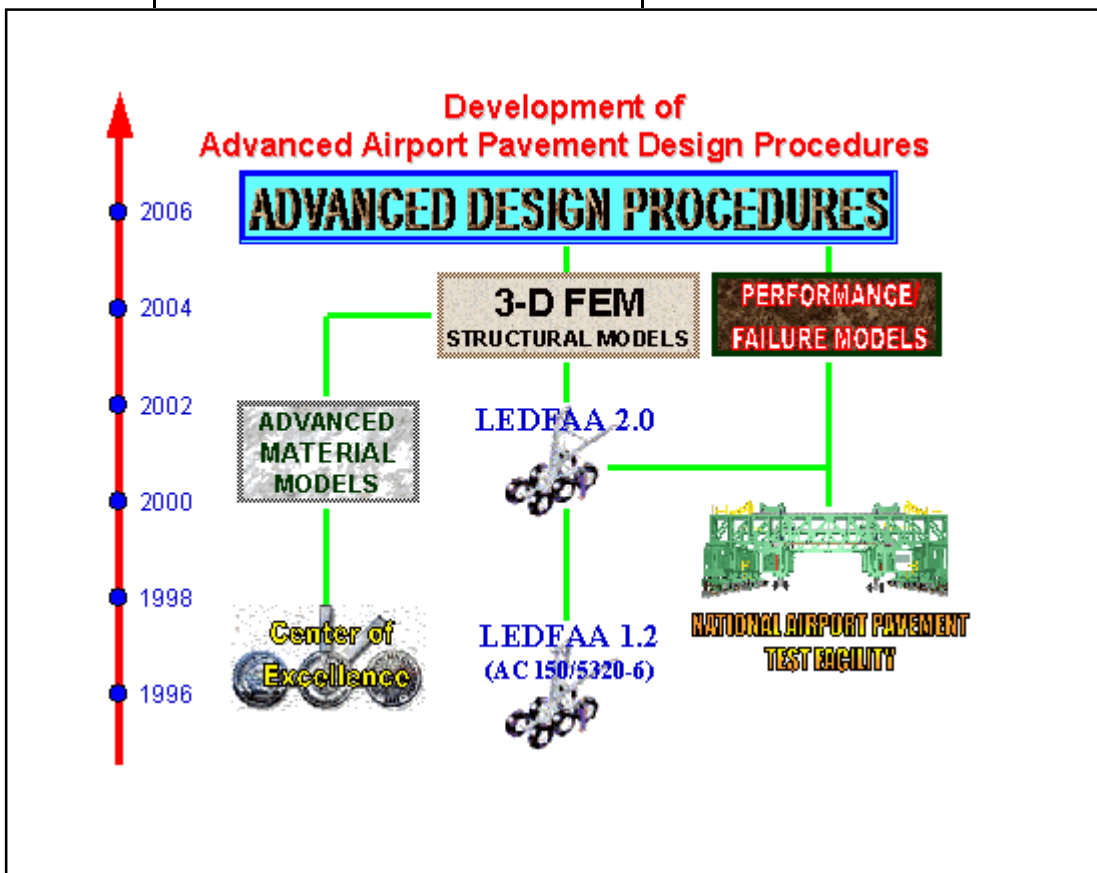 Development of
Advanced Airport Pavement Design Procedures
2006
ADVANCED DESIGN PROCEDURES
2004
3-D FEM
STRUCTURAL MODELS
PERFORMANCE/
FAILURE MODELS
2002
ADVANCED
MATERIAL
MODELS
LEDFAA 2.0
2000
1998
Center of
Excellence
LEDFAA 1.2
(AC 150/5320-6)
NATIONAL AIRPORT PAVEMENT
TEST FACILITY
1996